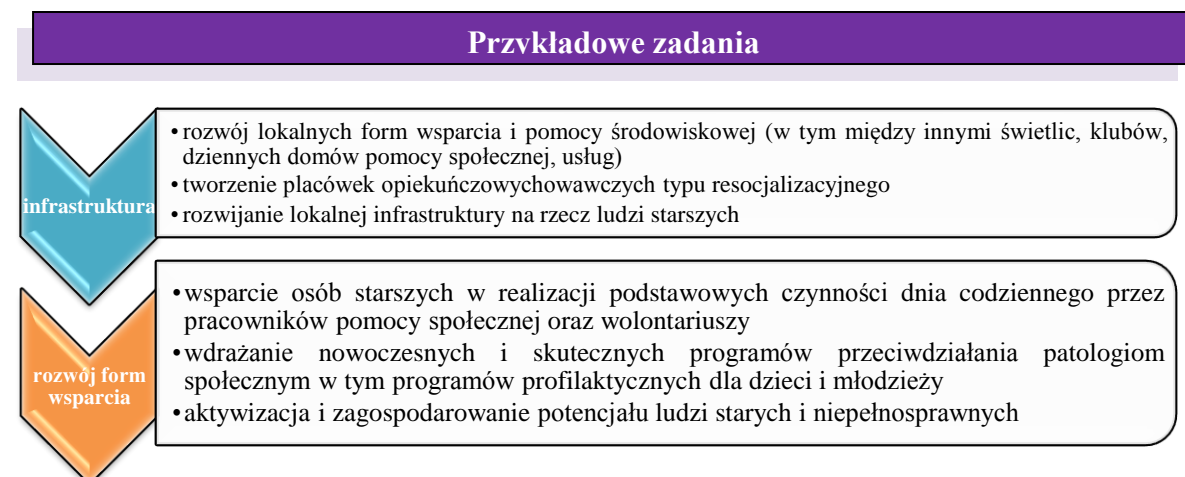 Przykładowe zadania
• rozwój lokalnych form wsparcia i pomocy środowiskowej (w tym między innymi świetlic, klubów,
dziennych domów pomocy społecznej, usług)
• tworzenie placówek opiekuńczowychowawczych typu resocjalizacyjnego
infrastruktura
• rozwijanie lokalnej infrastruktury na rzecz ludzi starszych
• wsparcie osób starszych w realizacji podstawowych czynności dnia codziennego przez
pracowników pomocy społecznej oraz wolontariuszy
• wdrażanie nowoczesnych i skutecznych programów przeciwdziałania patologiom
społecznym w tym programów profilaktycznych dla dzieci i młodzieży
rozwój form
wsparcia
• aktywizacja i zagospodarowanie potencjału ludzi starych i niepełnosprawnych